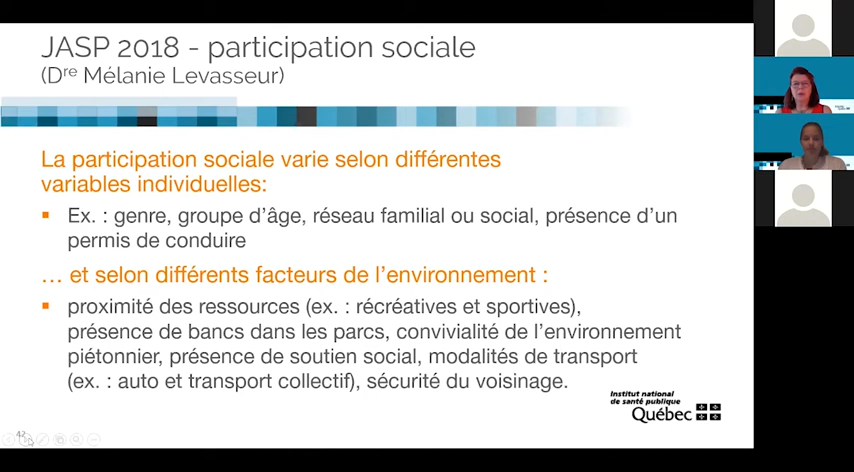 JASP 2018 - participation sociale
(Dre Mélanie Levasseur)
La participation sociale varie selon différentes
variables individuelles:
▪ Ex. : genre, groupe d'âge, réseau familial ou social, présence d'un
permis de conduire
… et selon différents facteurs de l'environnement :
▪ proximité des ressources (ex. : récréatives et sportives),
présence de bancs dans les parcs, convivialité de l'environnement
piétonnier, présence de soutien social, modalités de transport
(ex. : auto et transport collectif), sécurité du voisinage.
Institut national
de santé publique
Québec
42